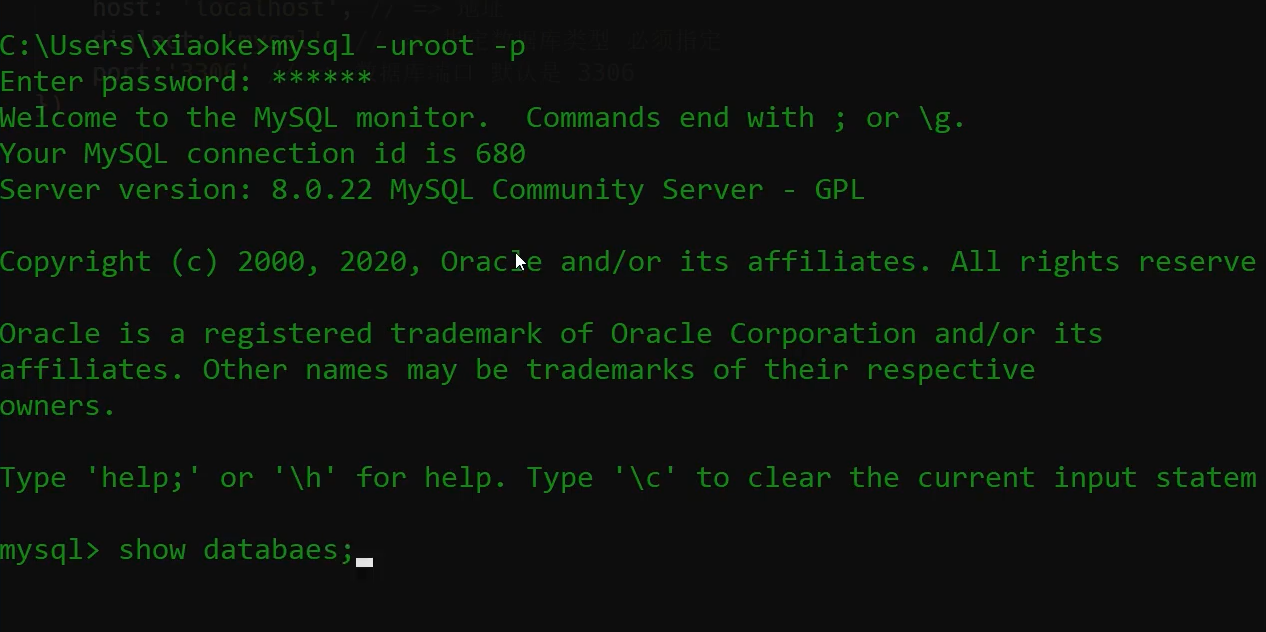 host: 'localhost', // => 地址
C:\Users\xiaoke>mysql -uroot -p
Enter password: ******
Welcome to the MySQL monitor.  Commands end with ; or \g.
Your MySQL connection id is 680
Server version: 8.0.22 MySQL Community Server - GPL
Copyright (c) 2000, 2020, Oracle and/or its affiliates. All rights reserve
Oracle is a registered trademark of Oracle Corporation and/or its
affiliates. Other names may be trademarks of their respective
owners.
Type 'help;' or '\h' for help. Type '\c' to clear the current input statem
mysql> show databaes;